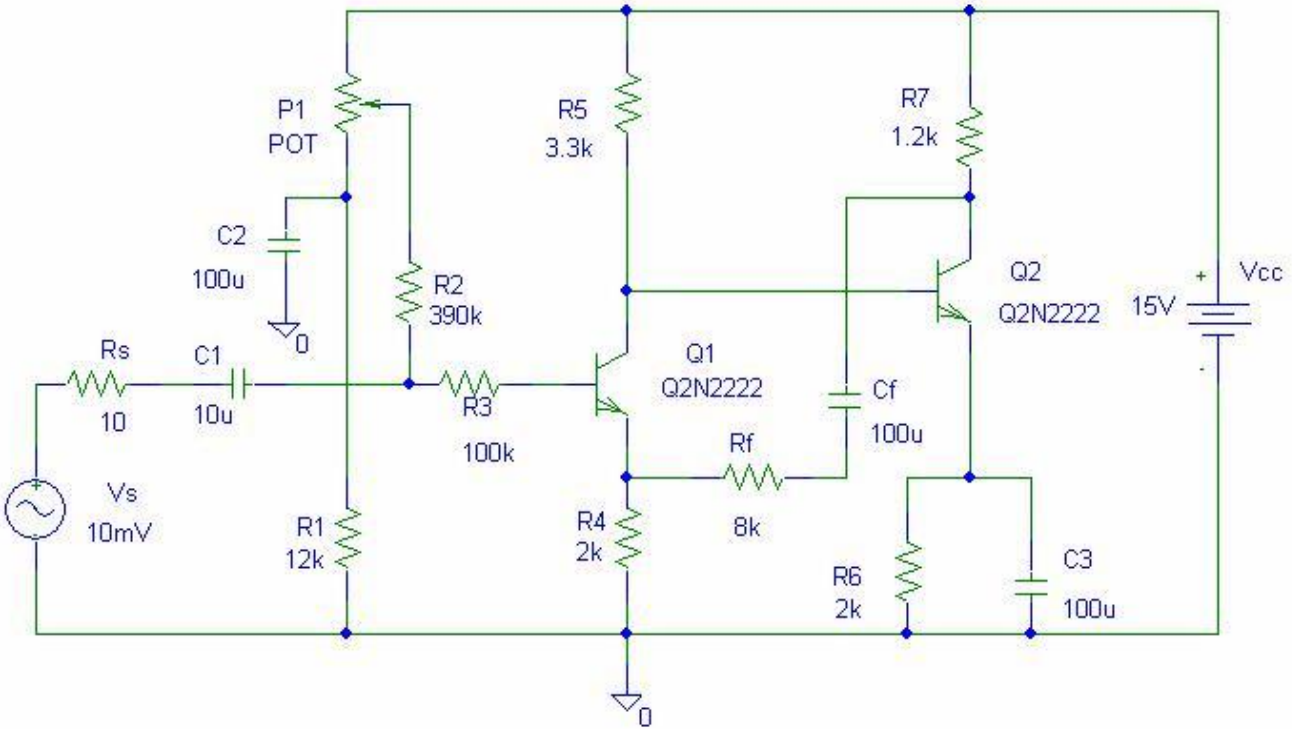 P1
POT
R5
3.3k
R7
1.2k
C2
100u
0
R2
390k
Q2
Q2N2222
+
Vcc
15V
-
Rs
10
C1
10u
R3
100k
Q1
Q2N2222
Cf
100u
Rf
8k
+
Vs
10mV
-
R1
12k
R4
2k
R6
2k
C3
100u
0